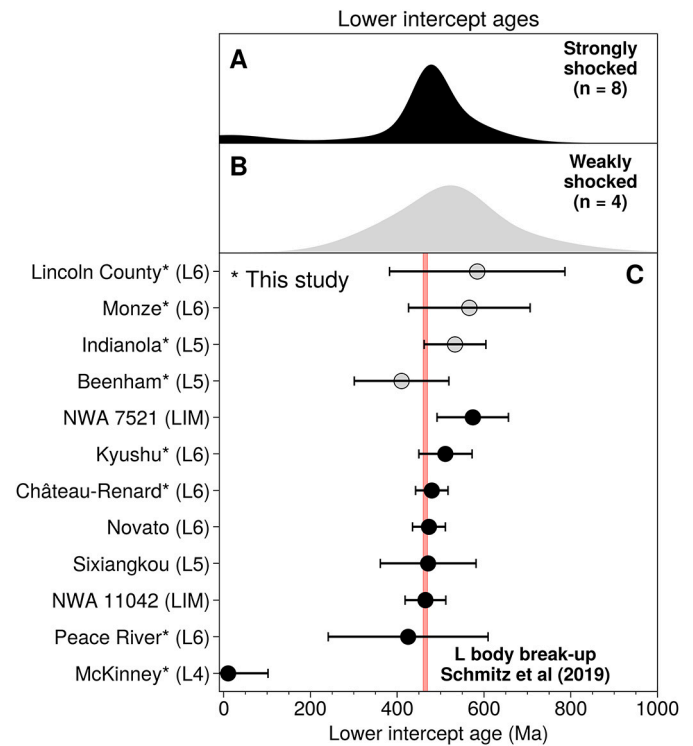 Lower intercept ages
A
Strongly
shocked
(n = 8)
B
Weakly
shocked
(n = 4)
C
* This study
Lincoln County* (L6)
Monze* (L6)
Indianola* (L5)
Beenham* (L5)
NWA 7521 (LIM)
Kyushu* (L6)
Château-Renard* (L6)
Novato (L6)
Sixiangkou (L5)
NWA 11042 (LIM)
Peace River* (L6)
McKinney* (L4)
L body break-up
Schmitz et al (2019)
0 200 400 600 800 1000
Lower intercept age (Ma)